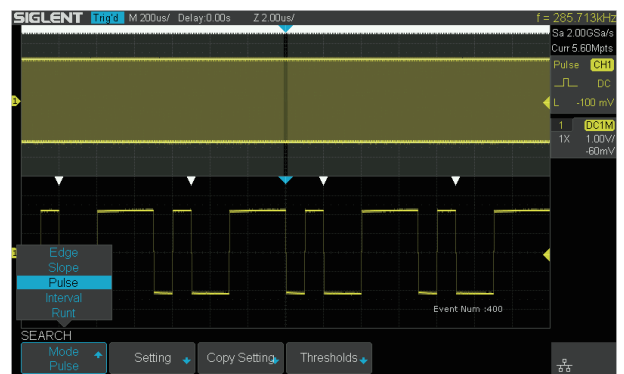 SIGLENT Trig'd M 200us/ Delay:0.00s Z 2.00us/ f = 285.713kHz
Sa 2.00GSa/s
Curr 5.60Mpts
Pulse CH1
DC
L -100 mV
1 DC1M
1X 1.00V/
-60mV
1
1
Edge
Slope
Pulse
Interval
Runt
Event Num :400
SEARCH
Mode Setting Copy Setting Thresholds
Pulse